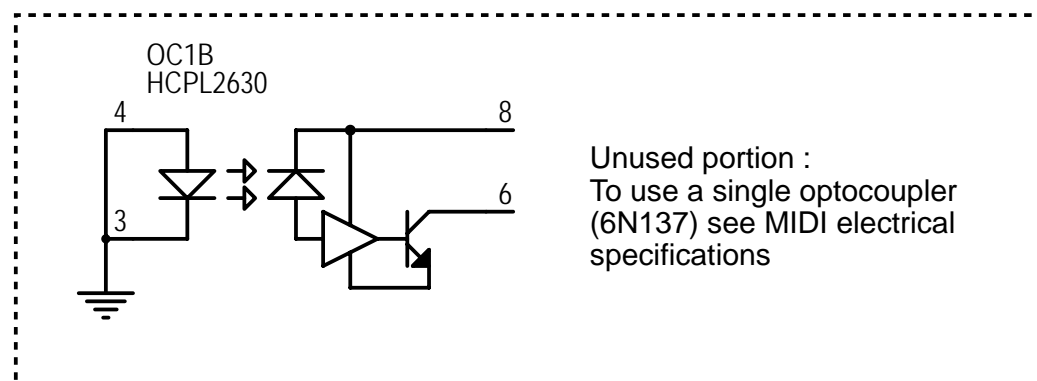 OC1B
HCPL2630
4
8
3
6
Unused portion :
To use a single optocoupler
(6N137) see MIDI electrical
specifications